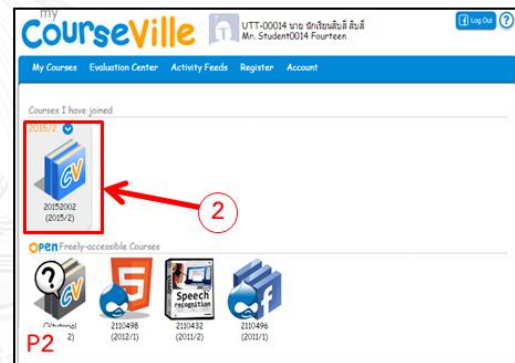 my
CourseVille
UTT-00014 นาย นักเรียนสิบสี่ สิบสี่
Mr. Student0014 Fourteen
Log Out
?
My Courses Evaluation Center Activity Feeds Register Account
Courses I have joined
2015/2
CV
20152002
(2015/2)
2
OPEN Freely-accessible Courses
?
CV
5
Speech
recognition
f
2110498
(2012/1)
2110432
(2011/2)
2110496
(2011/1)
P2